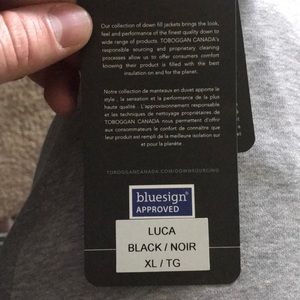 Our collection of down fill jackets brings the look,
feel and performance of the finest quality down to
wide range of products. TOBOGGAN CANADA's
responsible sourcing and proprietary cleaning
processes allow us to offer consumers comfort
knowing their product is filled with the best
insulation on and for the planet.
Notre collection de manteaux en duvet apporte le
style , la sensation et la performance de la plus
haute qualité . L'approvisionnement responsable
et les techniques de nettoyage propriétaires de
TOBOGGAN CANADA nous permettent d'offrir
aux consommateurs le confort de connaître que
leur produit est rempli de la meilleure isolation sur
et pour la planète
TOBOGGANCANADA.COM/DOWNSOURCING
bluesign®
APPROVED
LUCA
BLACK / NOIR
XL / TG